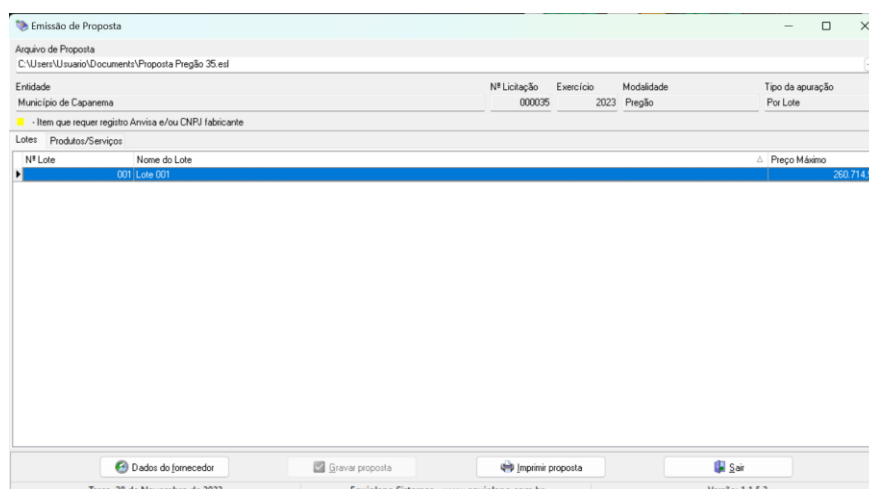 Emissão de Proposta
Arquivo de Proposta
C:\Users\Usuario\Documents\Proposta Pregão 35.esl
Entidade Nº Licitação Exercício Modalidade Tipo da apuração
Município de Capanema 000035 2023 Pregão Por Lote
- Item que requer registro Anvisa e/ou CNPJ fabricante
Lotes Produtos/Serviços
Nº Lote Nome do Lote Preço Máximo
001 Lote 001 260.714,
Dados do fornecedor Gravar proposta Imprimir proposta Sair